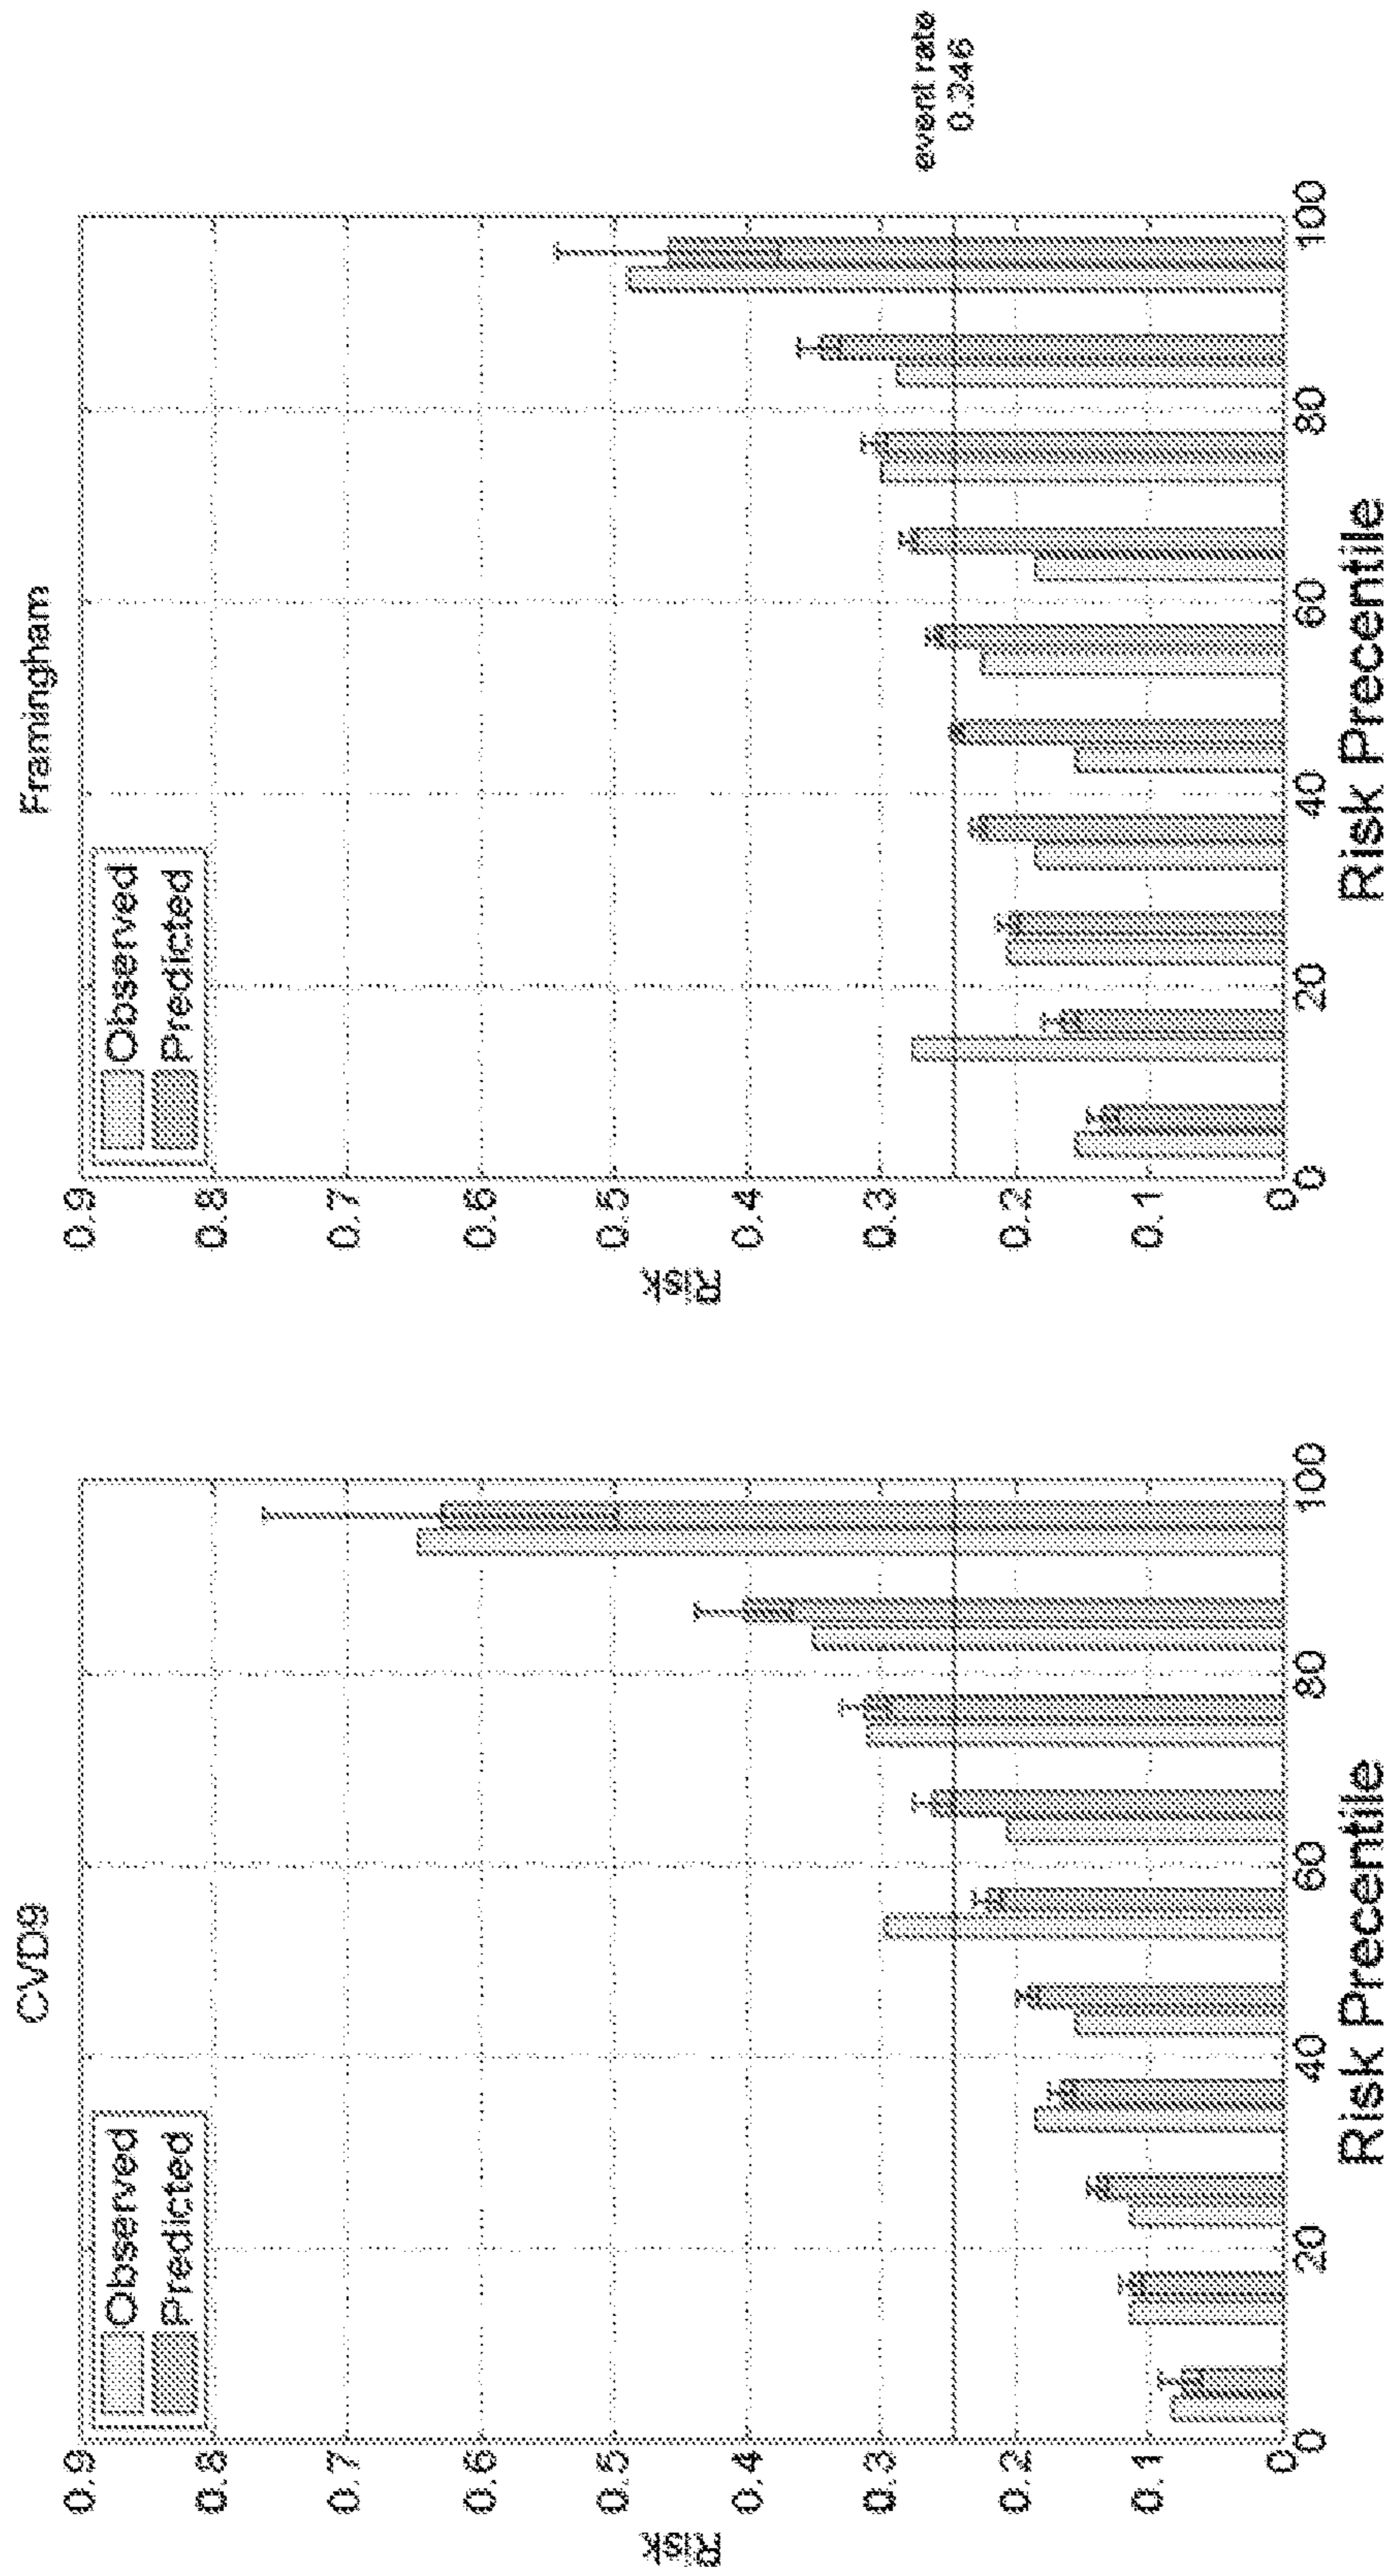 CVD9
Observed
Predicted
Risk
0.9
0.8
0.7
0.6
0.5
0.4
0.3
0.2
0.1
0
0 20 40 60 80 100
Risk Precentile
Framingham
Observed
Predicted
Risk
0.9
0.8
0.7
0.6
0.5
0.4
0.3
0.2
0.1
0
0 20 40 60 80 100
Risk Precentile
event rate
0.246